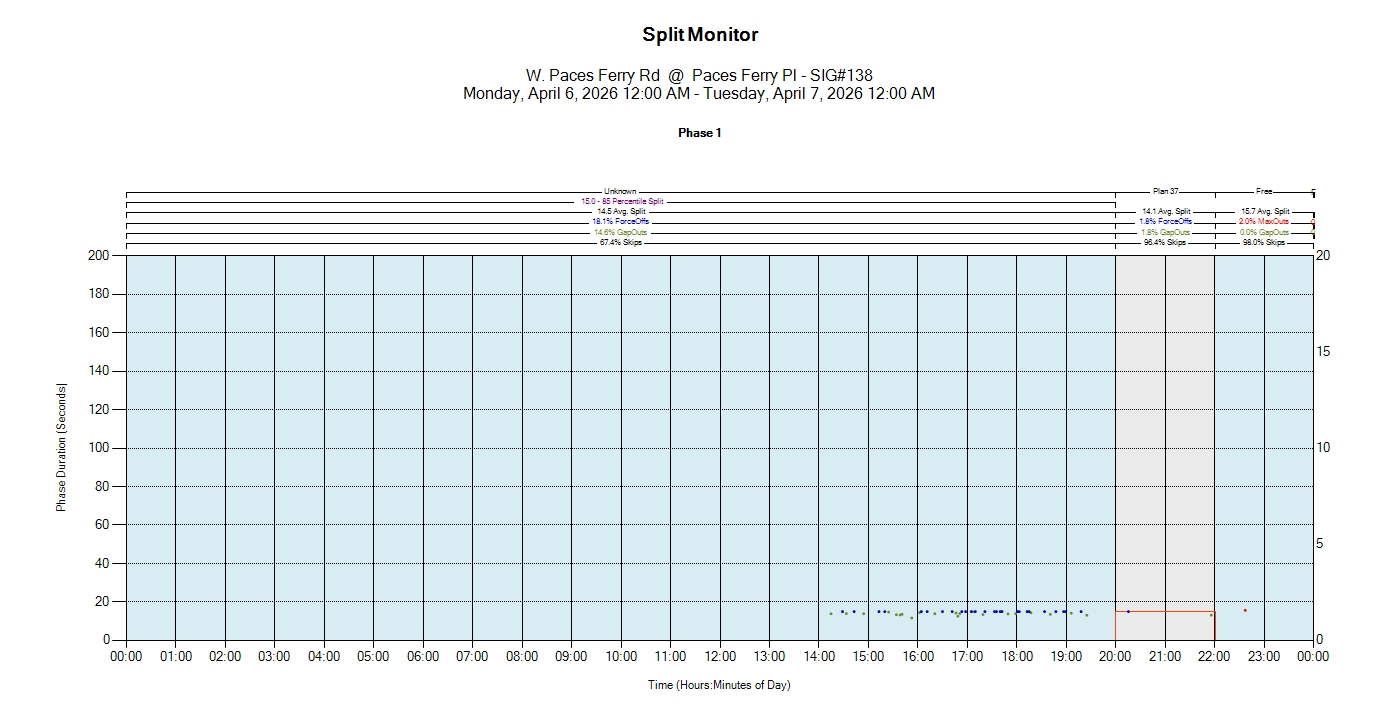 Split Monitor
W. Paces Ferry Rd @ Paces Ferry Pl - SIG#138
Monday, April 6, 2026 12:00 AM - Tuesday, April 7, 2026 12:00 AM
Phase 1
Unknown Plan 37 Free
15.0 - 85 Percentile Split
14.5 Avg. Split 14.1 Avg. Split 15.7 Avg. Split
18.1% ForceOffs 1.8% ForceOffs 2.0% MaxOuts
14.6% GapOuts 1.8% GapOuts 0.0% GapOuts
67.4% Skips 96.4% Skips 98.0% Skips
200 20
180
160
15
140
120
100 10
80
60
5
40
20
0 0
Phase Duration (Seconds)
00:00 01:00 02:00 03:00 04:00 05:00 06:00 07:00 08:00 09:00 10:00 11:00 12:00 13:00 14:00 15:00 16:00 17:00 18:00 19:00 20:00 21:00 22:00 23:00 00:00
Time (Hours:Minutes of Day)